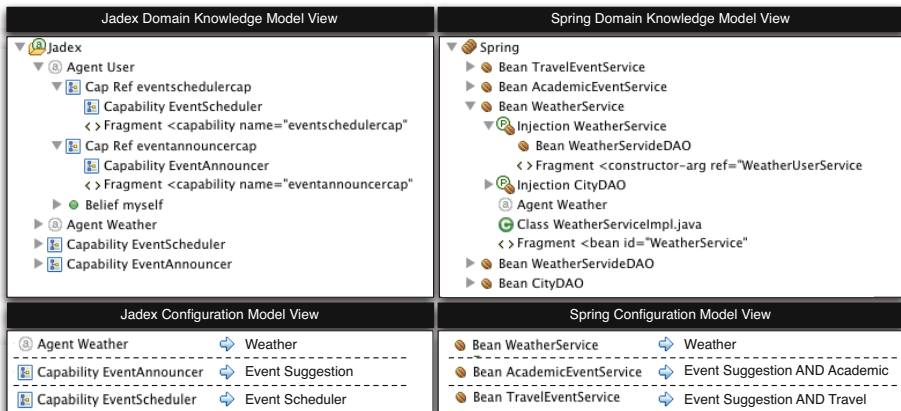 Jadex Domain Knowledge Model View
Jadex
Agent User
Cap Ref eventschedulercap
Capability EventScheduler
Fragment <capability name="eventschedulercap"
Cap Ref eventannouncercap
Capability EventAnnouncer
Fragment <capability name="eventannouncercap"
Belief myself
Agent Weather
Capability EventScheduler
Capability EventAnnouncer
Spring Domain Knowledge Model View
Spring
Bean TravelEventService
Bean AcademicEventService
Bean WeatherService
Injection WeatherService
Bean WeatherServideDAO
Fragment <constructor-arg ref="WeatherUserService
Injection CityDAO
Agent Weather
Class WeatherServiceImpl.java
Fragment <bean id="WeatherService"
Bean WeatherServideDAO
Bean CityDAO
Jadex Configuration Model View
Agent Weather Weather
Capability EventAnnouncer Event Suggestion
Capability EventScheduler Event Scheduler
Spring Configuration Model View
Bean WeatherService Weather
Bean AcademicEventService Event Suggestion AND Academic
Bean TravelEventService Event Suggestion AND Travel